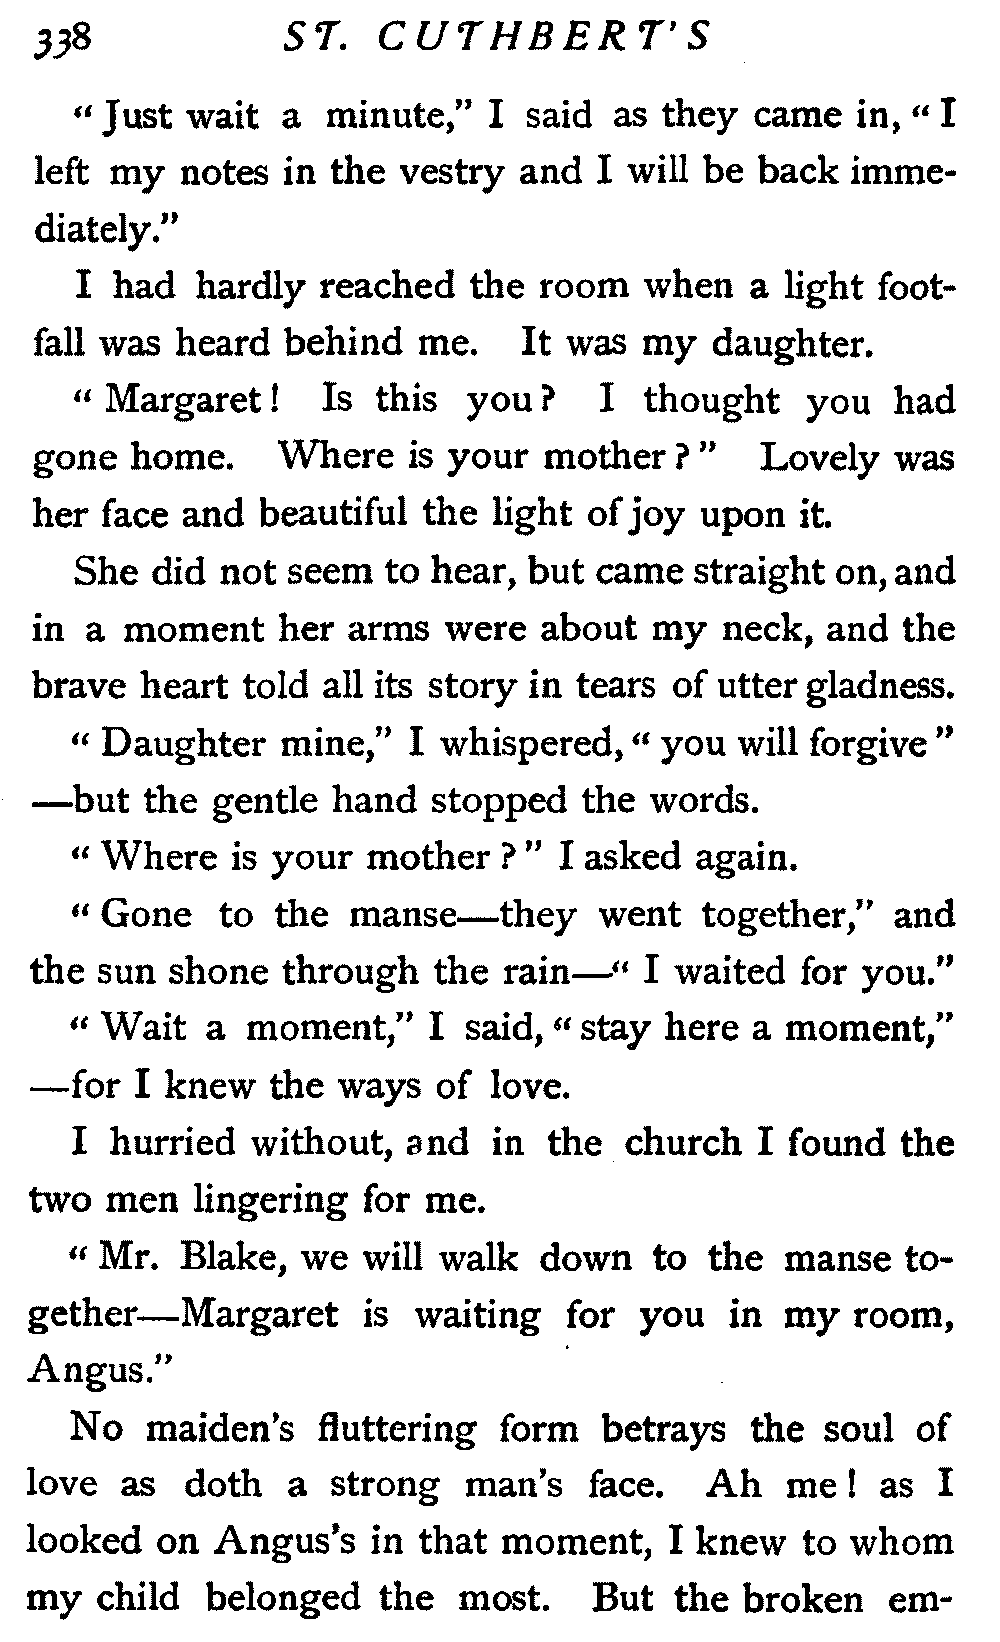 338 ST. CUTHBERT'S
“Just wait a minute,” I said as they came in, “I
left my notes in the vestry and I will be back imme-
diately.”
I had hardly reached the room when a light foot-
fall was heard behind me. It was my daughter.
“Margaret! Is this you? I thought you had
gone home. Where is your mother?” Lovely was
her face and beautiful the light of joy upon it.
She did not seem to hear, but came straight on, and
in a moment her arms were about my neck, and the
brave heart told all its story in tears of utter gladness.
“Daughter mine,” I whispered, “you will forgive”
—but the gentle hand stopped the words.
“Where is your mother?” I asked again.
“Gone to the manse—they went together,” and
the sun shone through the rain—“I waited for you.”
“Wait a moment,” I said, “stay here a moment,”
—for I knew the ways of love.
I hurried without, and in the church I found the
two men lingering for me.
“Mr. Blake, we will walk down to the manse to-
gether—Margaret is waiting for you in my room,
Angus.”
No maiden's fluttering form betrays the soul of
love as doth a strong man's face. Ah me! as I
looked on Angus's in that moment, I knew to whom
my child belonged the most. But the broken em-